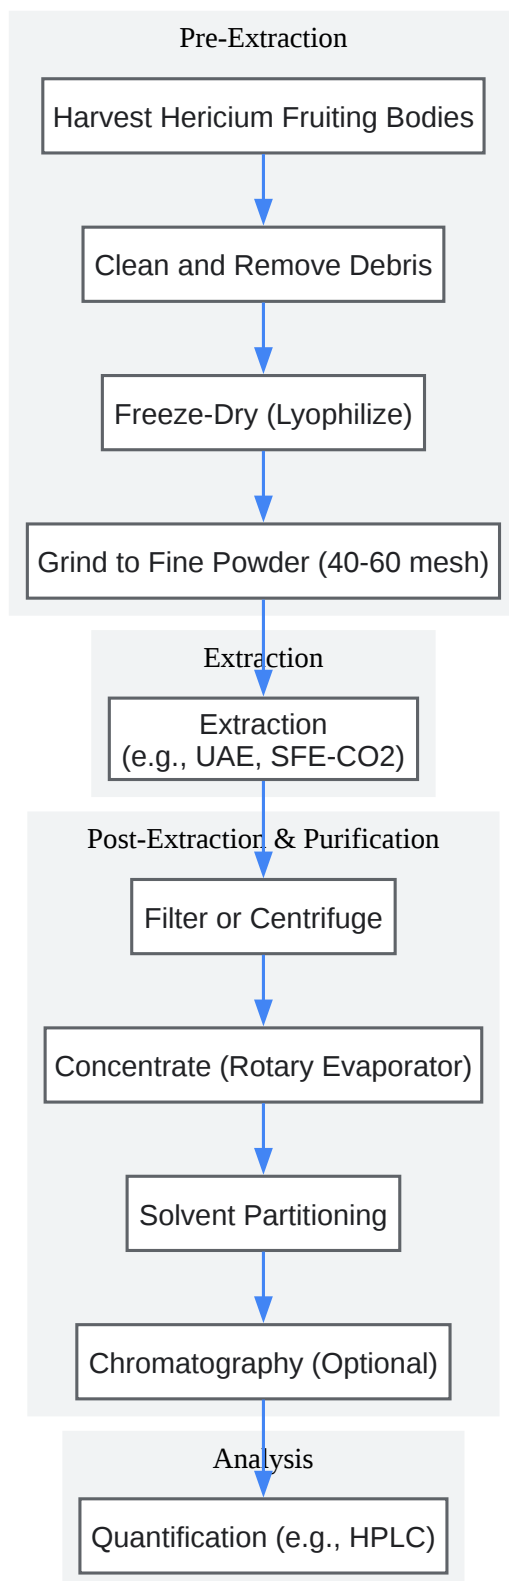 Pre-Extraction
Harvest Hericium Fruiting Bodies
Clean and Remove Debris
Freeze-Dry (Lyophilize)
Grind to Fine Powder (40-60 mesh)
Extraction
Extraction
(e.g., UAE, SFE-CO2)
Post-Extraction & Purification
Filter or Centrifuge
Concentrate (Rotary Evaporator)
Solvent Partitioning
Chromatography (Optional)
Analysis
Quantification (e.g., HPLC)